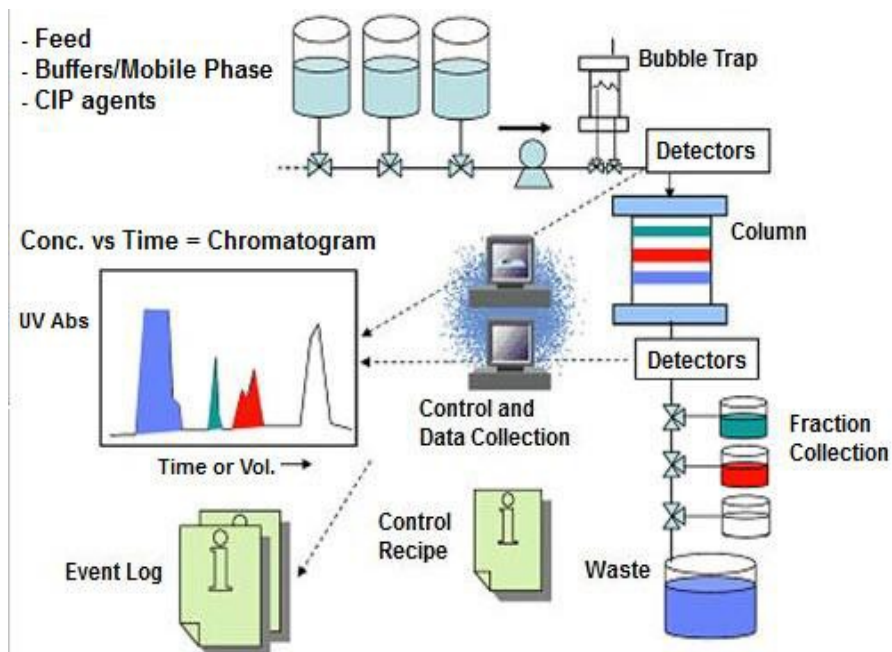 - Feed
- Buffers/Mobile Phase
- CIP agents
Bubble Trap
Detectors
Column
Conc. vs Time = Chromatogram
UV Abs
Detectors
Control and
Data Collection
Fraction
Collection
Time or Vol.
Control
Recipe
Event Log
Waste